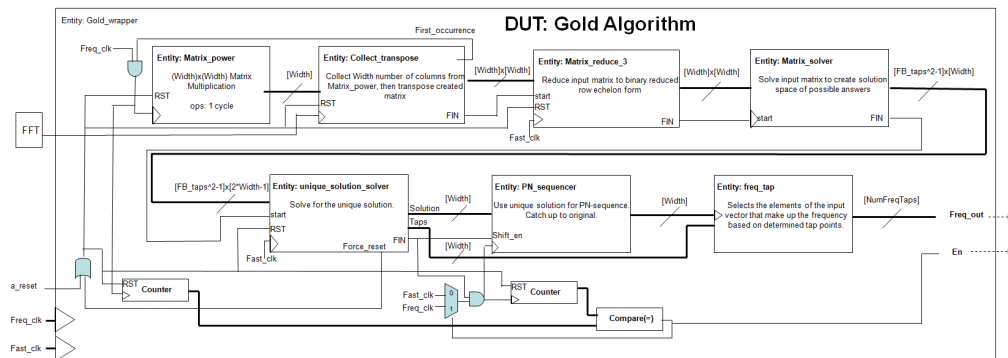 DUT: Gold Algorithm
Entity: Gold_wrapper
First_occurrence
Freq_clk
Entity: Matrix_power
(Width)x(Width) Matrix
Multiplication
ops: 1 cycle
RST
[Width]
Entity: Collect_transpose
Collect Width number of columns from
Matrix_power, then transpose created
matrix
RST
FIN
[Width]x[Width]
Entity: Matrix_reduce_3
Reduce input matrix to binary reduced
row echelon form
start
RST
FIN
Fast_clk
[Width]x[Width]
Entity: Matrix_solver
Solve input matrix to create solution
space of possible answers
start
FIN
[FB_taps^2-1]x[Width]
FFT
[FB_taps^2-1]x[2*Width-1]
Entity: unique_solution_solver
Solve for the unique solution.
start
RST
Fast_clk
FIN
Force_reset
Solution
Taps
[Width]
[Width]
Entity: PN_sequencer
Use unique solution for PN-sequence.
Catch up to original.
Shift_en
[Width]
Entity: freq_tap
Selects the elements of the input
vector that make up the frequency
based on determined tap points.
[NumFreqTaps]
Freq_out
En
a_reset
RST
Counter
Fast_clk
Freq_clk
0
1
RST
Counter
Compare(=)
Freq_clk
Fast_clk